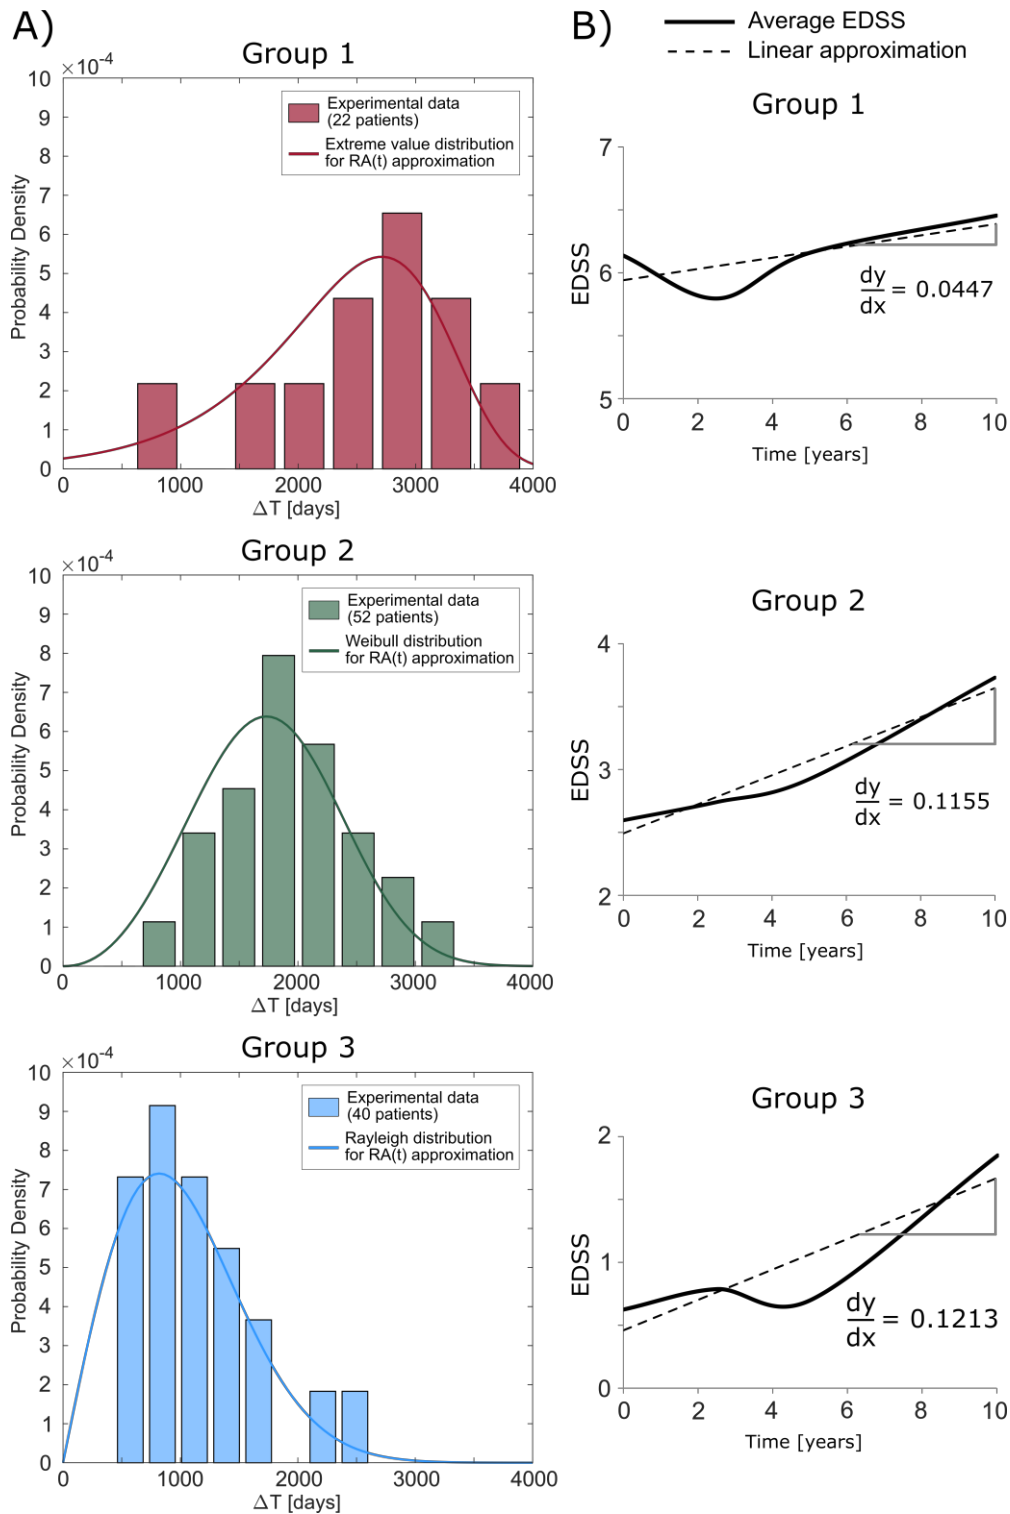 A)
Group 1
×10-4
10
9
8
7
6
5
4
3
2
1
0
Probability Density
Experimental data
(22 patients)
Extreme value distribution
for RA(t) approximation
0 1000 2000 3000 4000
ΔT [days]
Group 2
×10-4
10
9
8
7
6
5
4
3
2
1
0
Probability Density
Experimental data
(52 patients)
Weibull distribution
for RA(t) approximation
0 1000 2000 3000 4000
ΔT [days]
Group 3
×10-4
10
9
8
7
6
5
4
3
2
1
0
Probability Density
Experimental data
(40 patients)
Rayleigh distribution
for RA(t) approximation
0 1000 2000 3000 4000
ΔT [days]
B)
Average EDSS
Linear approximation
Group 1
7
6
5
EDSS
dy
dx = 0.0447
0 2 4 6 8 10
Time [years]
Group 2
4
3
2
EDSS
dy
dx = 0.1155
0 2 4 6 8 10
Time [years]
Group 3
2
1
0
EDSS
dy
dx = 0.1213
0 2 4 6 8 10
Time [years]